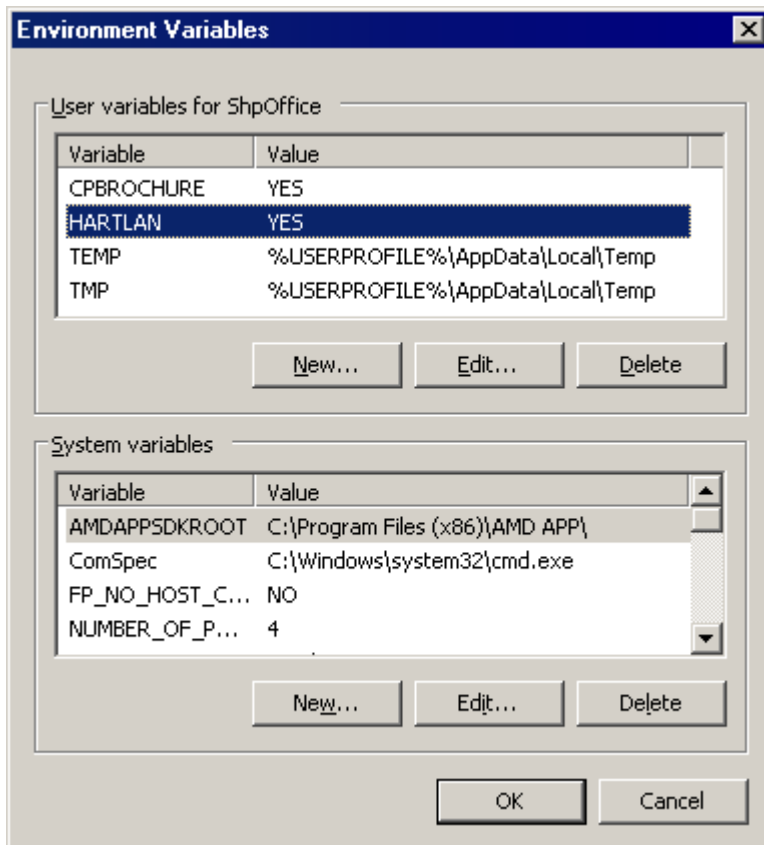 Environment Variables
User variables for ShpOffice
Variable Value
CPBROCHURE YES
HARTLAN YES
TEMP %USERPROFILE%\AppData\Local\Temp
TMP %USERPROFILE%\AppData\Local\Temp
New... Edit... Delete
System variables
Variable Value
AMDAPPSDKROOT C:\Program Files (x86)\AMD APP\
ComSpec C:\Windows\system32\cmd.exe
FP_NO_HOST_C... NO
NUMBER_OF_P... 4
New... Edit... Delete
OK Cancel